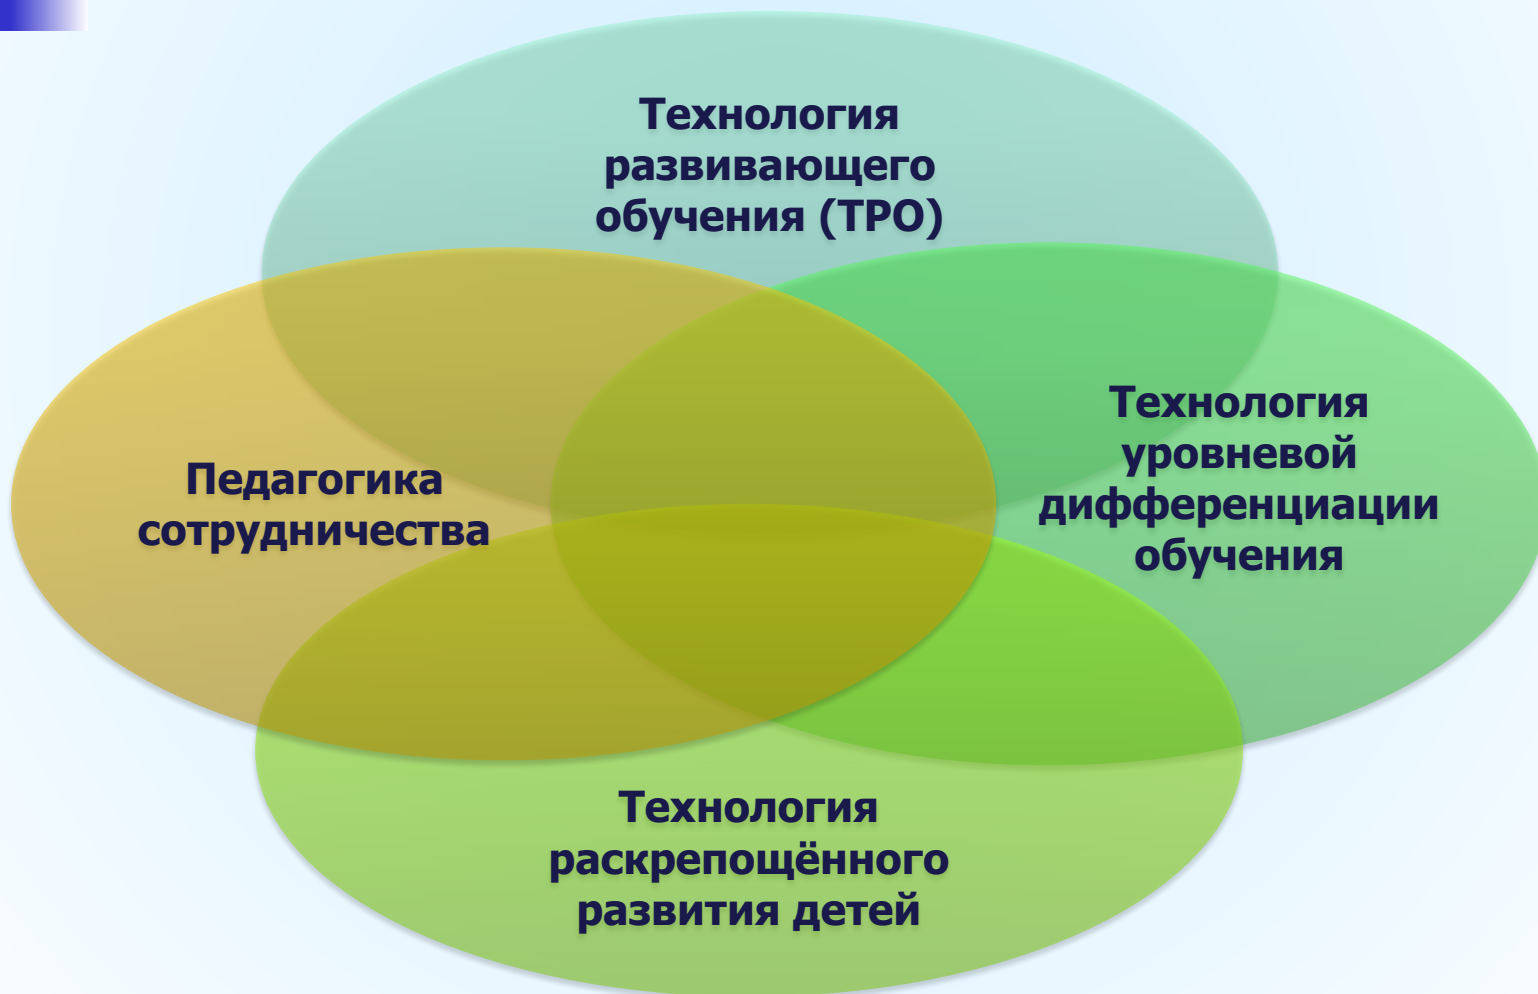 Технология
развивающего
обучения (ТРО)
Педагогика
сотрудничества
Технология
уровневой
дифференциации
обучения
Технология
раскрепощённого
развития детей